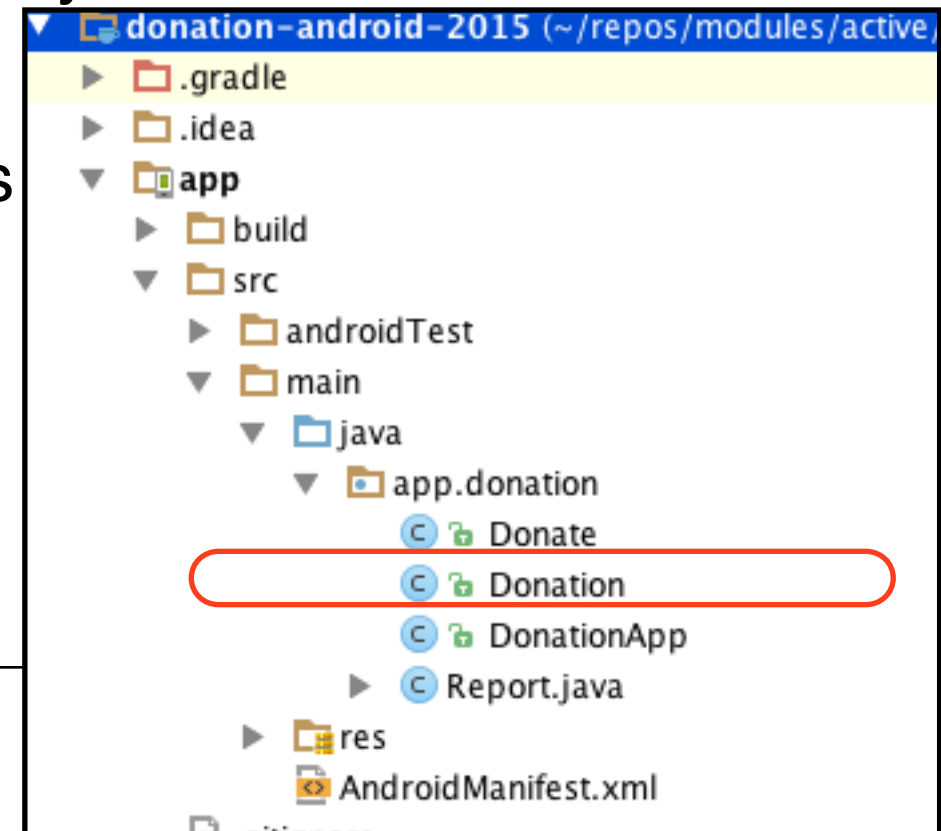 donation-android-2015 (~/repos/modules/active/
.gradle
.idea
s
app
build
src
androidTest
main
java
app.donation
C Donate
C Donation
C DonationApp
C Report.java
res
AndroidManifest.xml